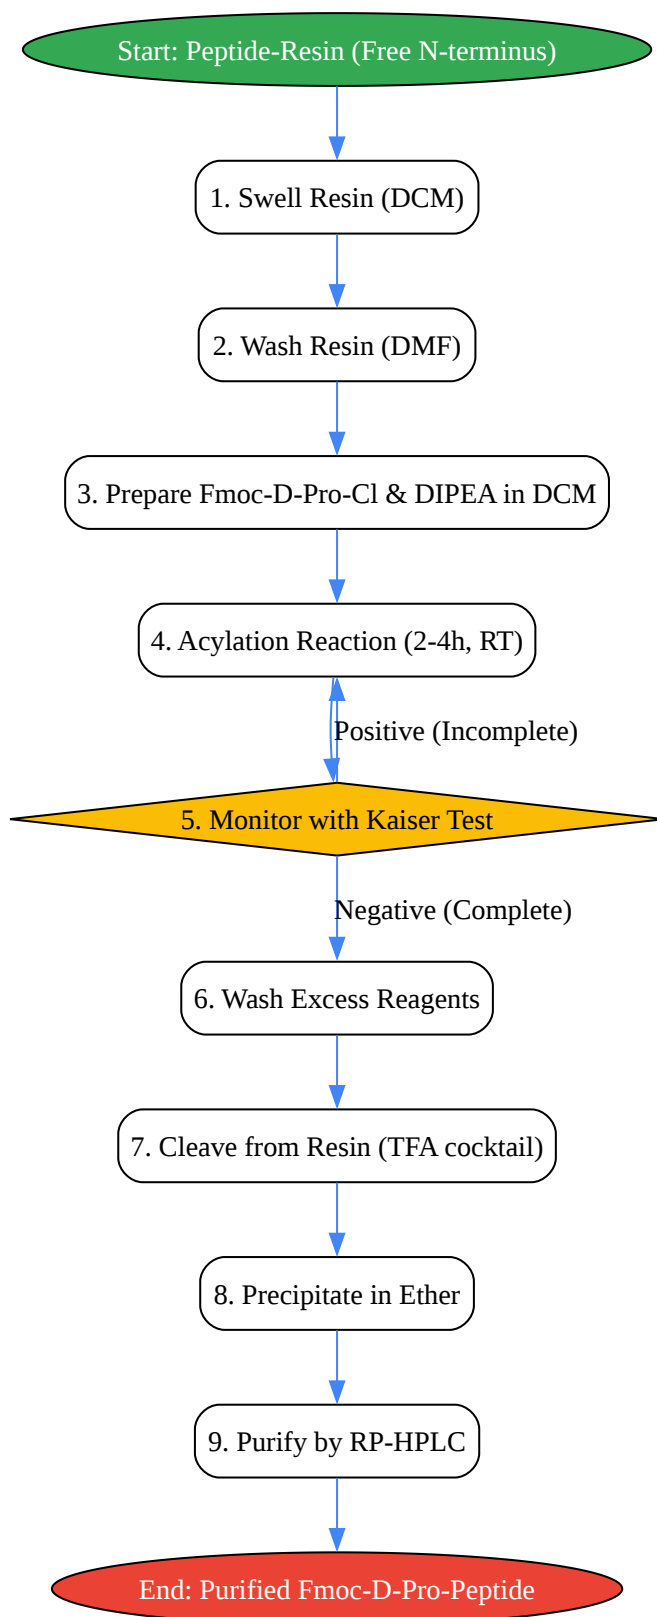 Start: Peptide-Resin (Free N-terminus)
1. Swell Resin (DCM)
2. Wash Resin (DMF)
3. Prepare Fmoc-D-Pro-Cl & DIPEA in DCM
4. Acylation Reaction (2-4h, RT)
Positive (Incomplete)
5. Monitor with Kaiser Test
Negative (Complete)
6. Wash Excess Reagents
7. Cleave from Resin (TFA cocktail)
8. Precipitate in Ether
9. Purify by RP-HPLC
End: Purified Fmoc-D-Pro-Peptide